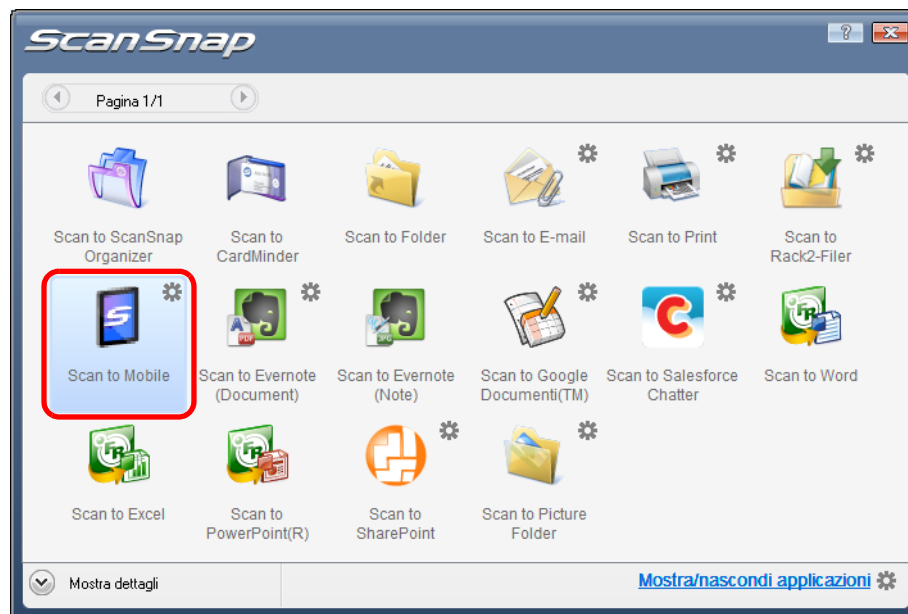 ScanSnap
Pagina 1/1
Scan to ScanSnap
Organizer
Scan to
CardMinder
Scan to Folder
Scan to E-mail
Scan to Print
Scan to
Rack2-Filer
Scan to Mobile
Scan to Evernote
(Document)
Scan to Evernote
(Note)
Scan to Google
Documenti(TM)
Scan to Salesforce
Chatter
Scan to Word
Scan to Excel
Scan to
PowerPoint(R)
Scan to
SharePoint
Scan to Picture
Folder
Mostra dettagli
Mostra/nascondi applicazioni